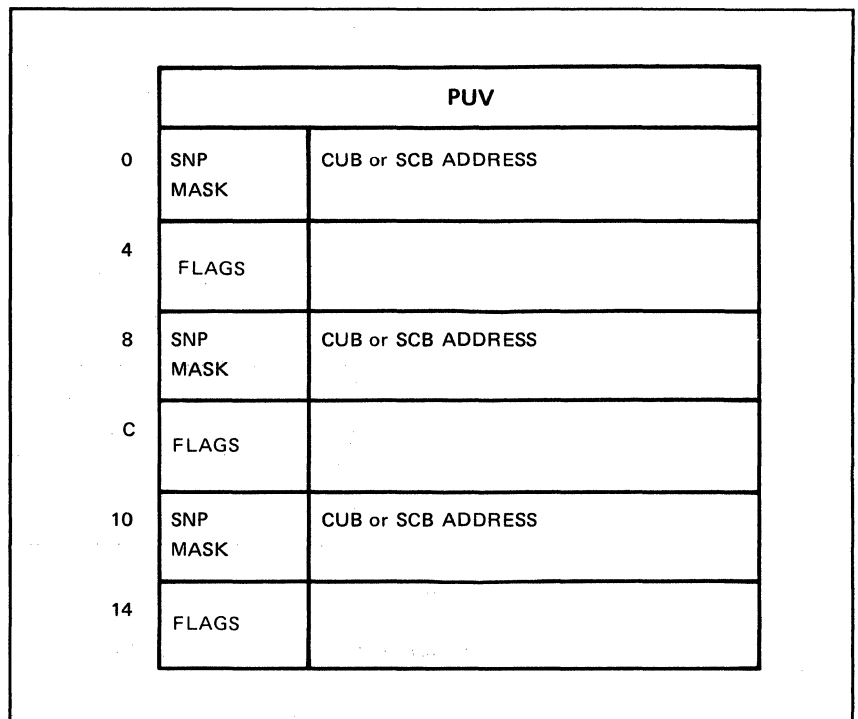 PUV
0 SNP CUB or SCB ADDRESS
MASK
4 FLAGS
8 SNP CUB or SCB ADDRESS
MASK
C FLAGS
10 SNP CUB or SCB ADDRESS
MASK
14 FLAGS